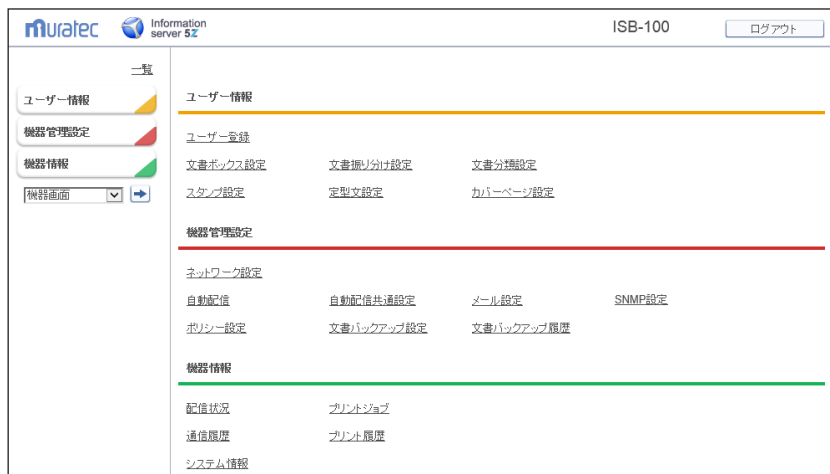 muratec Information server 5Z ISB-100 ログアウト
一覧
ユーザー情報
機器管理設定
機器情報
機器画面
ユーザー情報
ユーザー登録
文書ボックス設定 文書振り分け設定 文書分類設定
スタンプ設定 定型文設定 カバーページ設定
機器管理設定
ネットワーク設定
自動配信 自動配信共通設定 メール設定 SNMP設定
ポリシー設定 文書バックアップ設定 文書バックアップ履歴
機器情報
配信状況 プリントジョブ
通信履歴 プリント履歴
システム情報